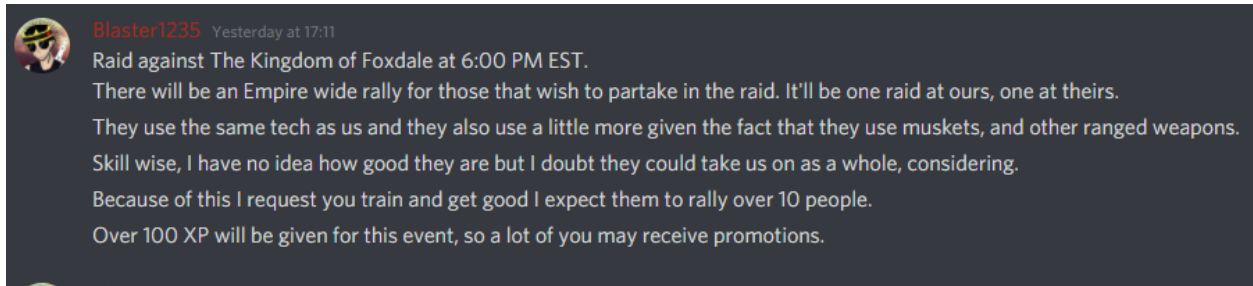 Blaster1235 Yesterday at 17:11
Raid against The Kingdom of Foxdale at 6:00 PM EST.
There will be an Empire wide rally for those that wish to partake in the raid. It'll be one raid at ours, one at theirs.
They use the same tech as us and they also use a little more given the fact that they use muskets, and other ranged weapons.
Skill wise, I have no idea how good they are but I doubt they could take us on as a whole, considering.
Because of this I request you train and get good I expect them to rally over 10 people.
Over 100 XP will be given for this event, so a lot of you may receive promotions.